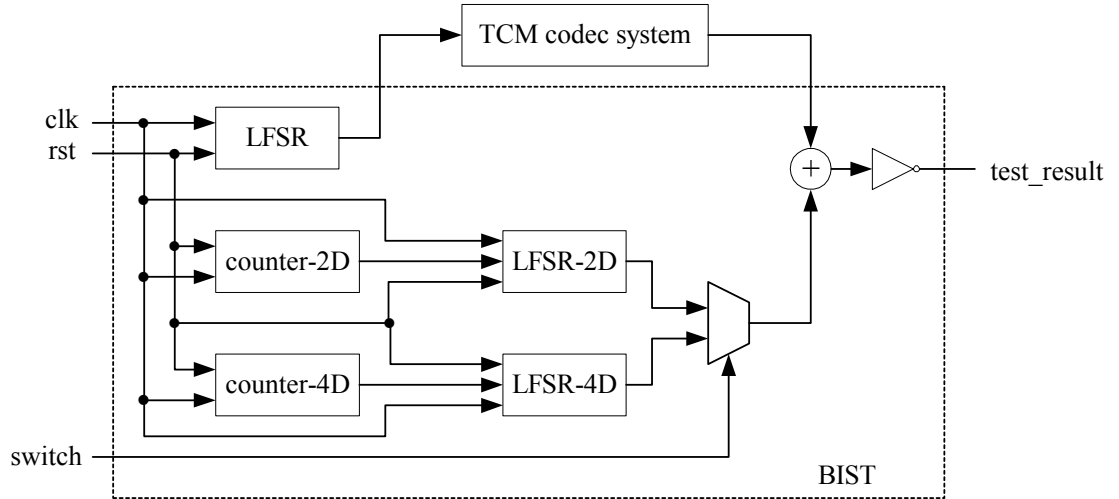 TCM codec system
clk
LFSR
rst
+
test_result
counter-2D
LFSR-2D
counter-4D
LFSR-4D
switch
BIST